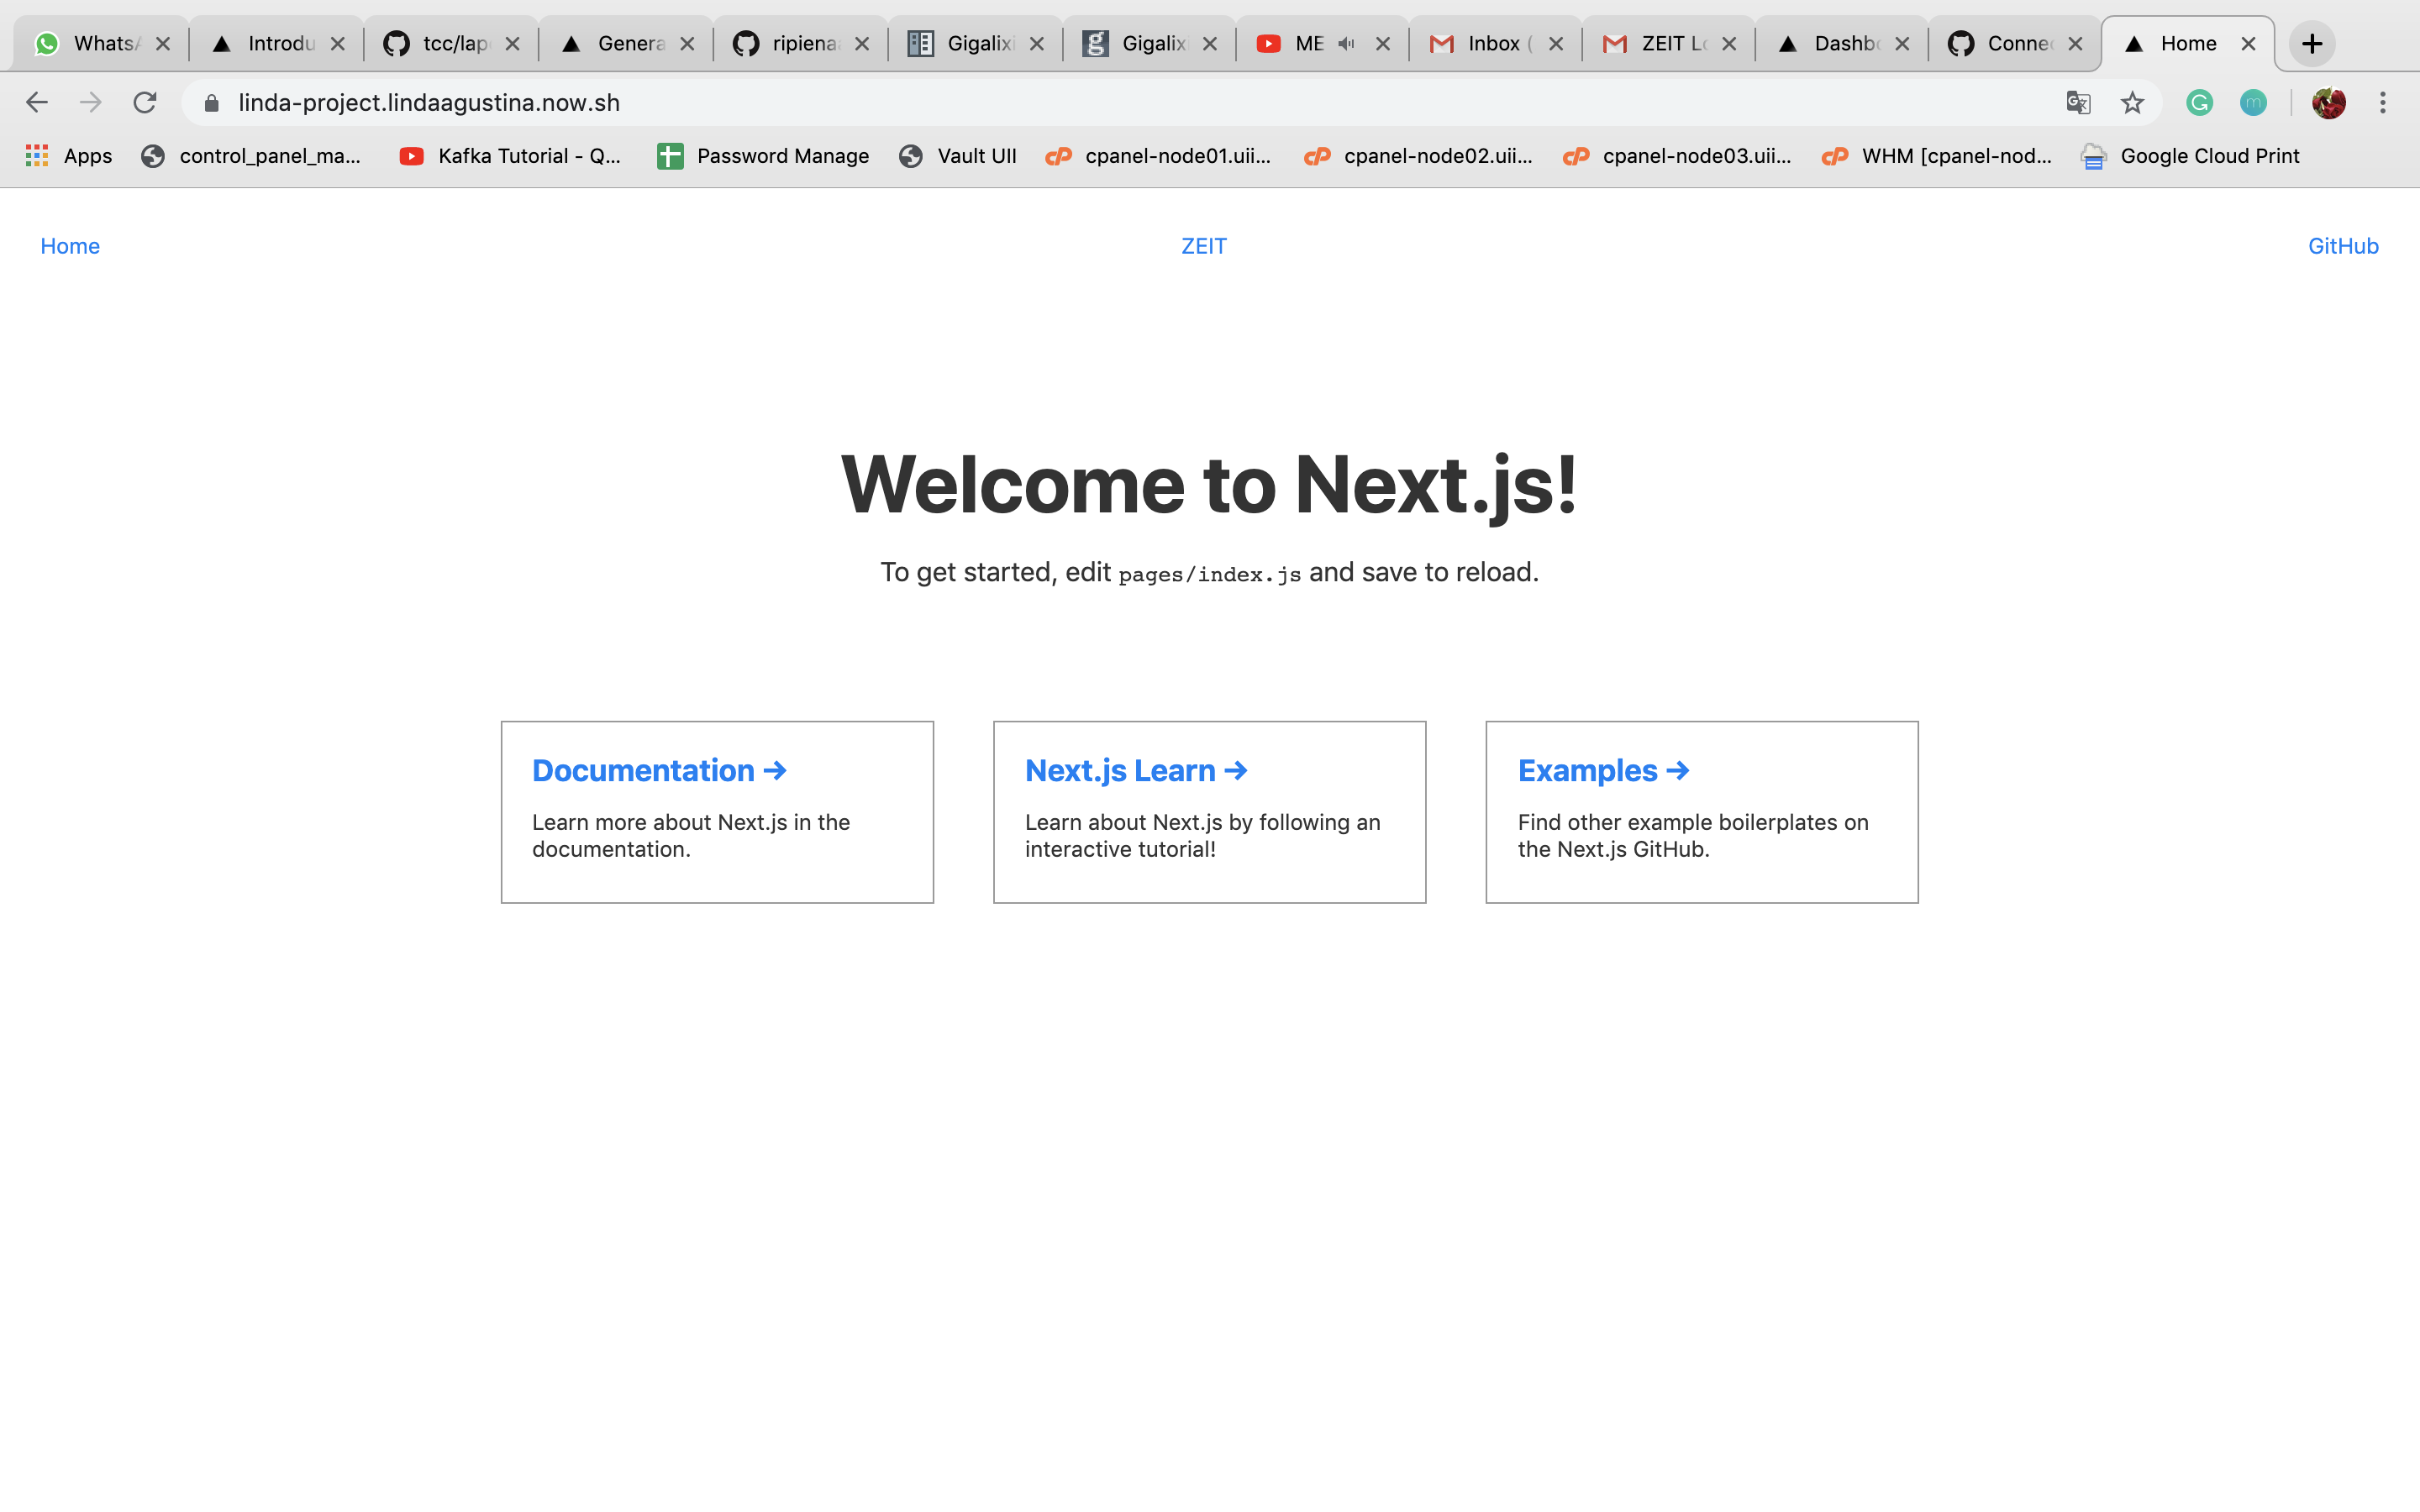 Whats Introdu tcc/lap Genera ripiena Gigalixi Gigalix ME Inbox ( ZEIT Lo Dashbo Connec Home
linda-project.lindaagustina.now.sh
Apps control_panel_ma... Kafka Tutorial - Q... Password Manage Vault UII cpanel-node01.uii... cpanel-node02.uii... cpanel-node03.uii... WHM [cpanel-nod... Google Cloud Print
Home ZEIT GitHub
Welcome to Next.js!
To get started, edit pages/index.js and save to reload.
Documentation →
Learn more about Next.js in the
documentation.
Next.js Learn →
Learn about Next.js by following an
interactive tutorial!
Examples →
Find other example boilerplates on
the Next.js GitHub.